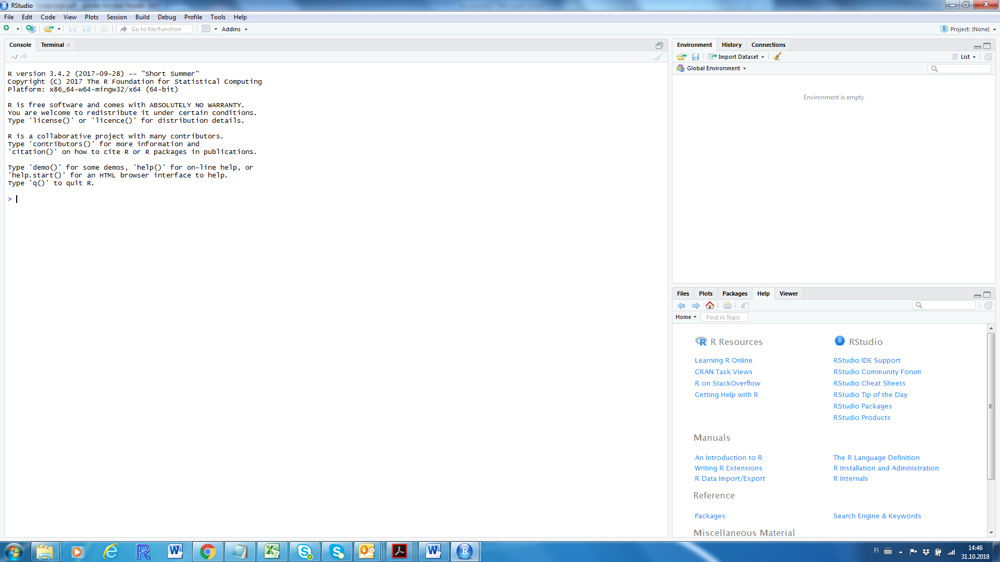 RStudio
File Edit Code View Plots Session Build Debug Profile Tools Help
Go to file/function Addins Project: (None)
Console Terminal
~/
R version 3.4.2 (2017-09-28) -- "Short Summer"
Copyright (C) 2017 The R Foundation for Statistical Computing
Platform: x86_64-w64-mingw32/x64 (64-bit)
R is free software and comes with ABSOLUTELY NO WARRANTY.
You are welcome to redistribute it under certain conditions.
Type 'license()' or 'licence()' for distribution details.
R is a collaborative project with many contributors.
Type 'contributors()' for more information and
'citation()' on how to cite R or R packages in publications.
Type 'demo()' for some demos, 'help()' for on-line help, or
'help.start()' for an HTML browser interface to help.
Type 'q()' to quit R.
>
Environment History Connections
Import Dataset List
Global Environment
Environment is empty
Files Plots Packages Help Viewer
Home Find in Topic
R Resources
Learning R Online
CRAN Task Views
R on StackOverflow
Getting Help with R
RStudio
RStudio IDE Support
RStudio Community Forum
RStudio Cheat Sheets
RStudio Tip of the Day
RStudio Packages
RStudio Products
Manuals
An Introduction to R The R Language Definition
Writing R Extensions R Installation and Administration
R Data Import/Export R Internals
Reference
Packages Search Engine & Keywords
Miscellaneous Material
FI 14:46
31.10.2018